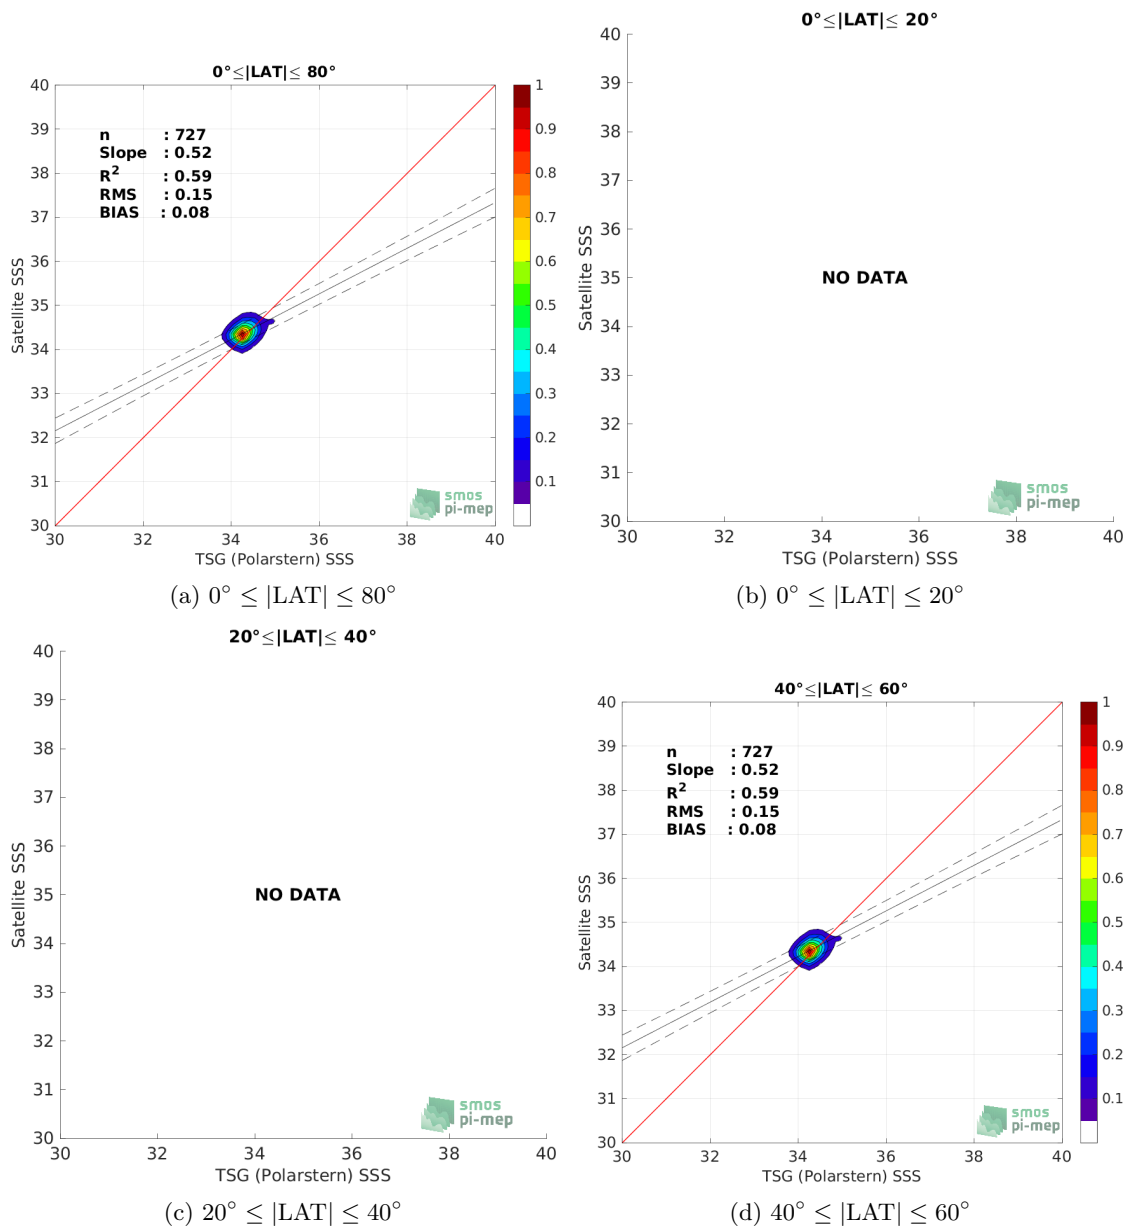 0°≤|LAT|≤ 80°
40
39
38
37
36
35
34
33
32
31
30
Satellite SSS
n : 727
Slope : 0.52
R² : 0.59
RMS : 0.15
BIAS : 0.08
smos
pi-mep
30 32 34 36 38 40
TSG (Polarstern) SSS
1
0.9
0.8
0.7
0.6
0.5
0.4
0.3
0.2
0.1
(a) 0° ≤ |LAT| ≤ 80°
0°≤|LAT|≤ 20°
40
39
38
37
36
35
34
33
32
31
30
Satellite SSS
NO DATA
smos
pi-mep
30 32 34 36 38 40
TSG (Polarstern) SSS
(b) 0° ≤ |LAT| ≤ 20°
20°≤|LAT|≤ 40°
40
39
38
37
36
35
34
33
32
31
30
Satellite SSS
NO DATA
smos
pi-mep
30 32 34 36 38 40
TSG (Polarstern) SSS
(c) 20° ≤ |LAT| ≤ 40°
40°≤|LAT|≤ 60°
40
39
38
37
36
35
34
33
32
31
30
Satellite SSS
n : 727
Slope : 0.52
R² : 0.59
RMS : 0.15
BIAS : 0.08
smos
pi-mep
30 32 34 36 38 40
TSG (Polarstern) SSS
1
0.9
0.8
0.7
0.6
0.5
0.4
0.3
0.2
0.1
(d) 40° ≤ |LAT| ≤ 60°